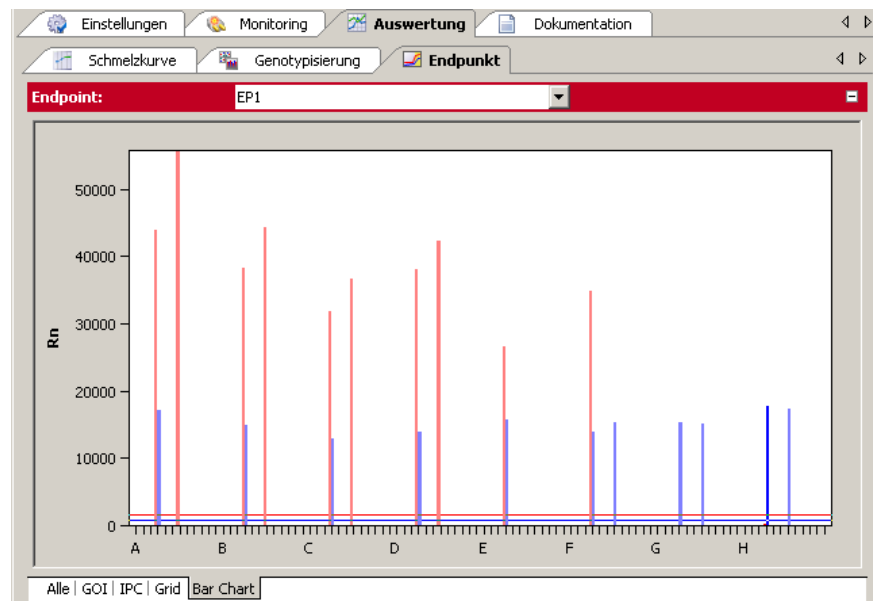 Einstellungen Monitoring Auswertung Dokumentation
Schmelzkurve Genotypisierung Endpunkt
Endpoint: EP1
50000
40000
30000
20000
10000
0
Rn
A B C D E F G H
Alle | GOI | IPC | Grid | Bar Chart